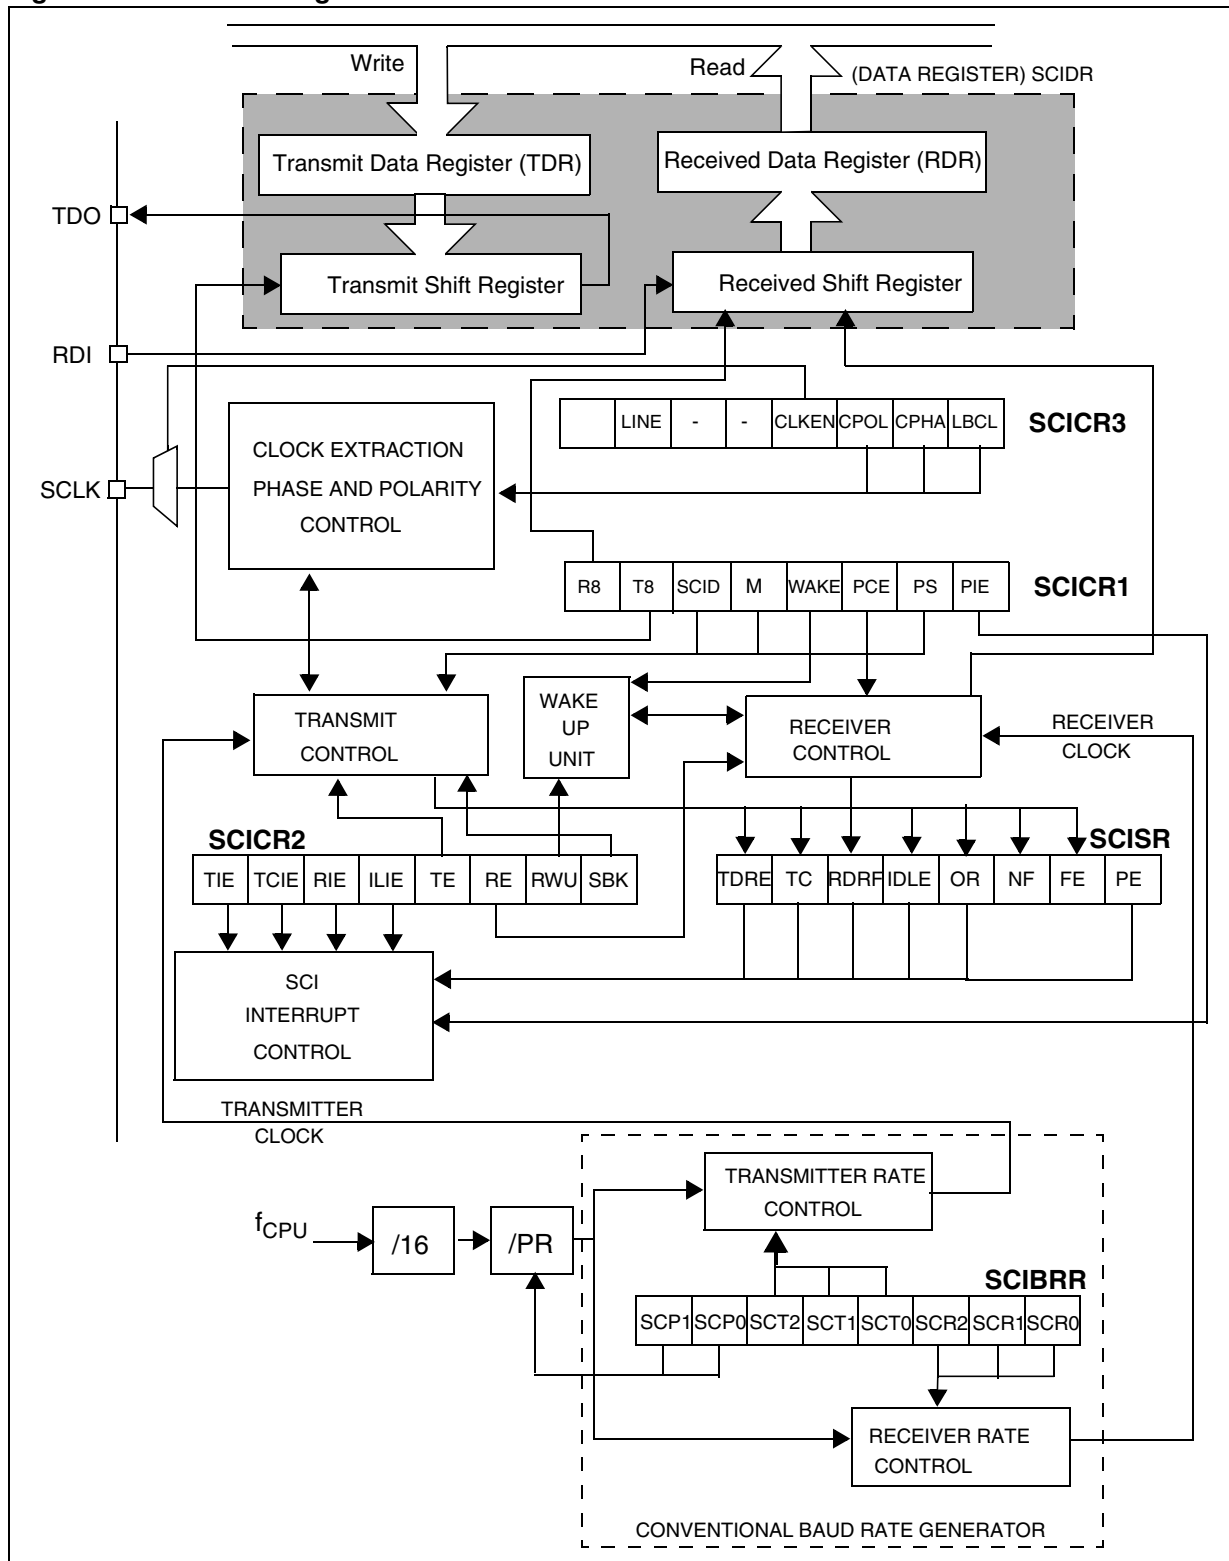 Write
Read
(DATA REGISTER) SCIDR
Transmit Data Register (TDR)
Received Data Register (RDR)
TDO
Transmit Shift Register
Received Shift Register
RDI
LINE - - CLKEN CPOL CPHA LBCL
SCICR3
CLOCK EXTRACTION
PHASE AND POLARITY
CONTROL
SCLK
R8 T8 SCID M WAKE PCE PS PIE
SCICR1
TRANSMIT
CONTROL
WAKE
UP
UNIT
RECEIVER
CONTROL
RECEIVER
CLOCK
SCICR2
SCISR
TIE TCIE RIE ILIE TE RE RWU SBK
TDRE TC RDRF IDLE OR NF FE PE
SCI
INTERRUPT
CONTROL
TRANSMITTER
CLOCK
TRANSMITTER RATE
CONTROL
fCPU
/16
/PR
SCIBRR
SCP1 SCP0 SCT2 SCT1 SCT0 SCR2 SCR1 SCR0
RECEIVER RATE
CONTROL
CONVENTIONAL BAUD RATE GENERATOR